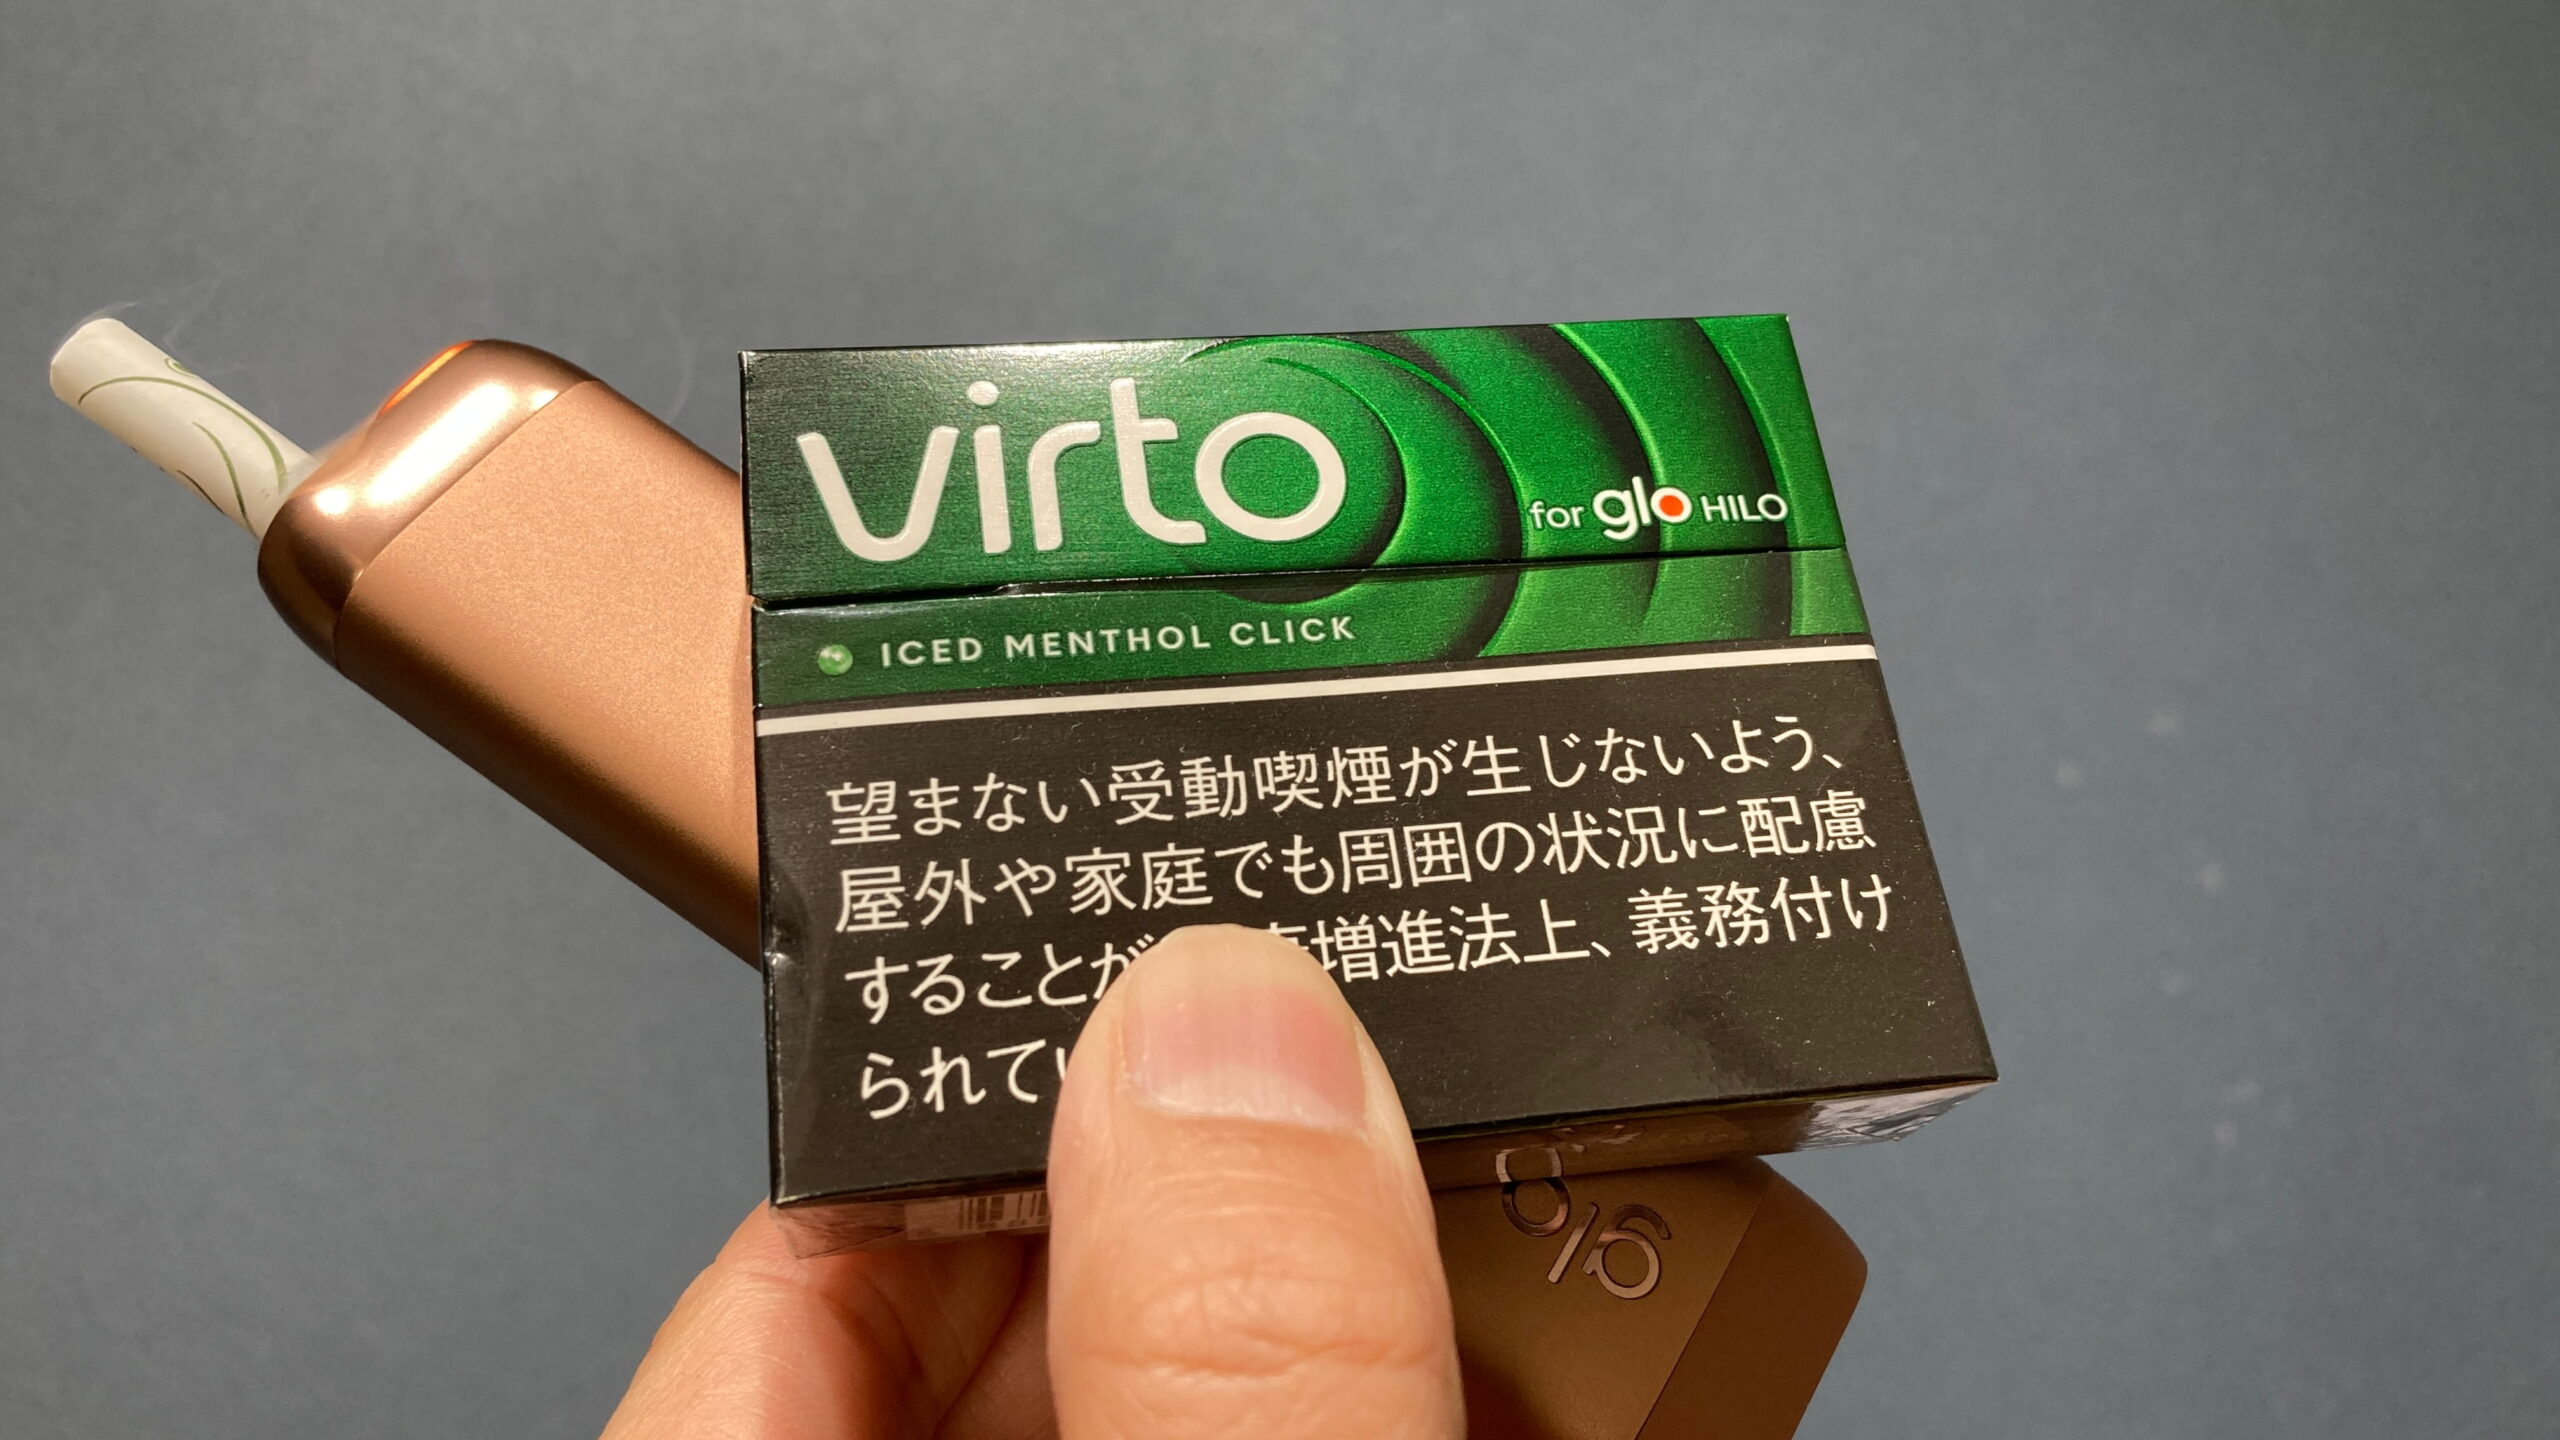 virto
for glo HILO
ICED MENTHOL CLICK
望まない受動喫煙が生じないよう、
屋外や家庭でも周囲の状況に配慮
することが 増進法上、義務付け
られて
glo